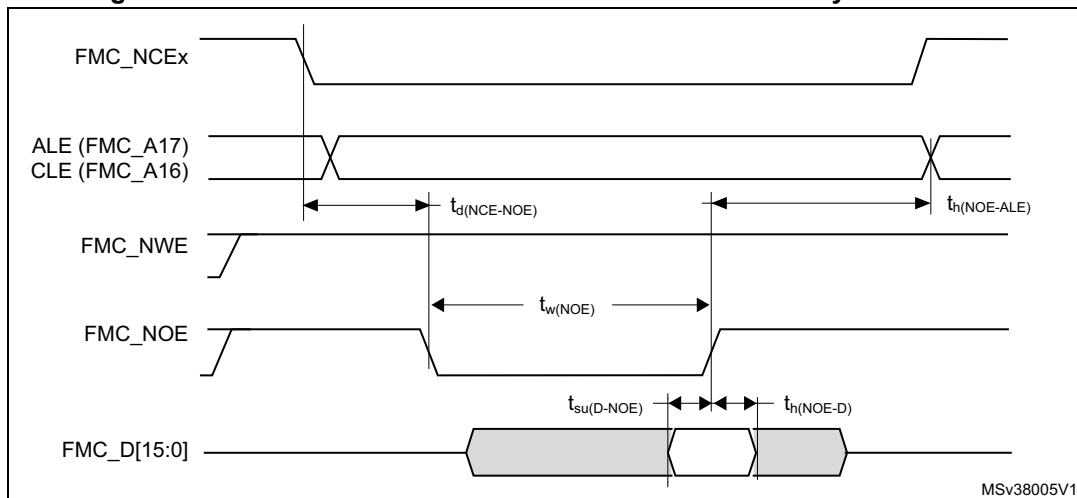 FMC_NCEx
ALE (FMC_A17)
CLE (FMC_A16)
td(NCE-NOE)
th(NOE-ALE)
FMC_NWE
tw(NOE)
FMC_NOE
tsu(D-NOE)
th(NOE-D)
FMC_D[15:0]
MSv38005V1